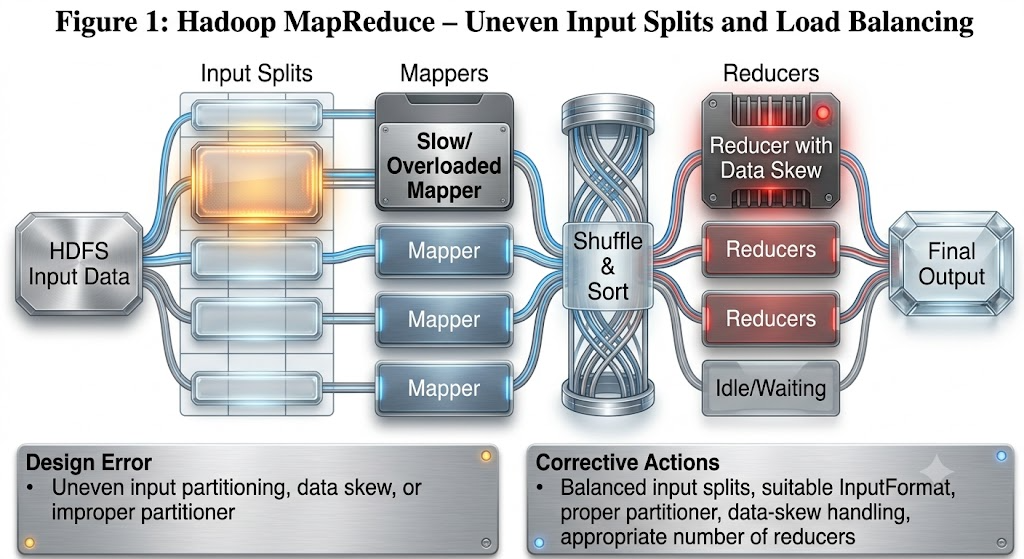 Figure 1: Hadoop MapReduce – Uneven Input Splits and Load Balancing
Input Splits
Mappers
Reducers
HDFS
Input Data
Slow/
Overloaded
Mapper
Mapper
Mapper
Mapper
Shuffle
&
Sort
Reducer with
Data Skew
Reducers
Reducers
Idle/Waiting
Final
Output
Design Error
• Uneven input partitioning, data skew, or
improper partitioner
Corrective Actions
• Balanced input splits, suitable InputFormat,
proper partitioner, data-skew handling,
appropriate number of reducers